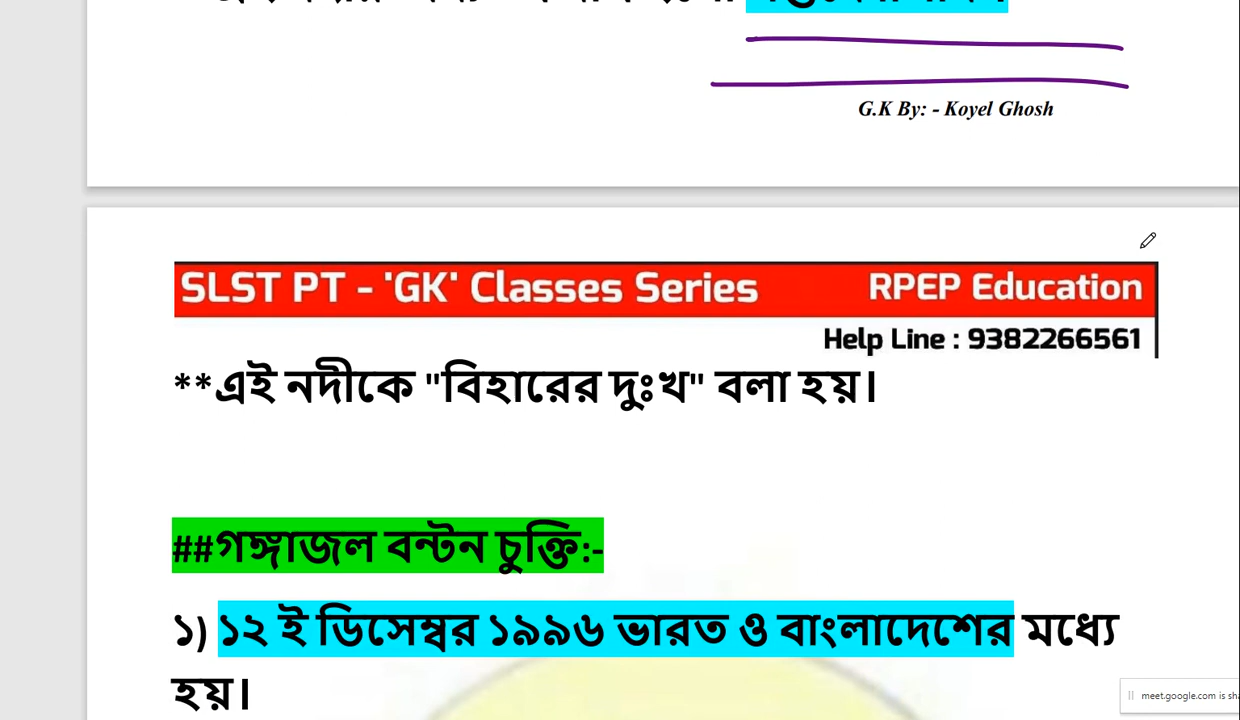 G.K By: - Koyel Ghosh
SLST PT - 'GK' Classes Series RPEP Education
Help Line : 9382266561
**এই নদীকে "বিহারের দুঃখ" বলা হয়।
##গঙ্গাজল বন্টন চুক্তি:-
১) ১২ ই ডিসেম্বর ১৯৯৬ ভারত ও বাংলাদেশের মধ্যে
হয়।
meet.google.com is sha